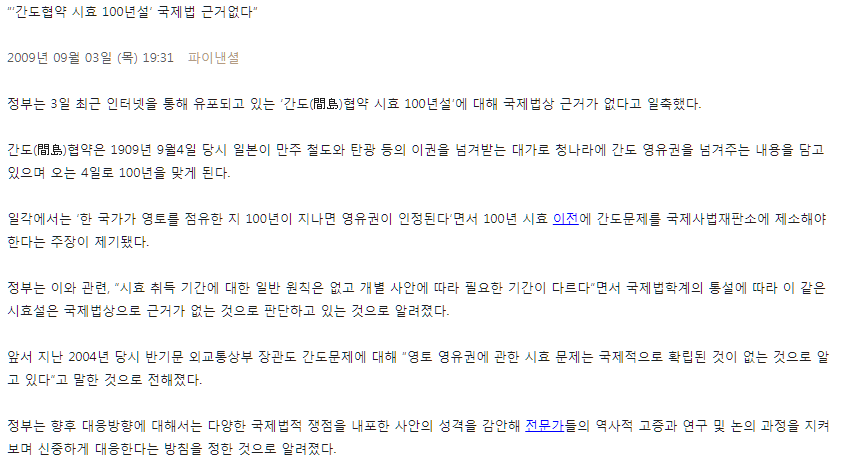 "'간도협약 시효 100년설' 국제법 근거없다"
2009년 09월 03일 (목) 19:31 파이낸셜
정부는 3일 최근 인터넷을 통해 유포되고 있는 '간도(間島)협약 시효 100년설'에 대해 국제법상 근거가 없다고 일축했다.
간도(間島)협약은 1909년 9월4일 당시 일본이 만주 철도와 탄광 등의 이권을 넘겨받는 대가로 청나라에 간도 영유권을 넘겨주는 내용을 담고
있으며 오는 4일로 100년을 맞게 된다.
일각에서는 '한 국가가 영토를 점유한 지 100년이 지나면 영유권이 인정된다'면서 100년 시효 이전에 간도문제를 국제사법재판소에 제소해야
한다는 주장이 제기됐다.
정부는 이와 관련, "시효 취득 기간에 대한 일반 원칙은 없고 개별 사안에 따라 필요한 기간이 다르다"면서 국제법학계의 통설에 따라 이 같은
시효설은 국제법상으로 근거가 없는 것으로 판단하고 있는 것으로 알려졌다.
앞서 지난 2004년 당시 반기문 외교통상부 장관도 간도문제에 대해 "영토 영유권에 관한 시효 문제는 국제적으로 확립된 것이 없는 것으로 알
고 있다"고 말한 것으로 전해졌다.
정부는 향후 대응방향에 대해서는 다양한 국제법적 쟁점을 내포한 사안의 성격을 감안해 전문가들의 역사적 고증과 연구 및 논의 과정을 지켜
보며 신중하게 대응한다는 방침을 정한 것으로 알려졌다.